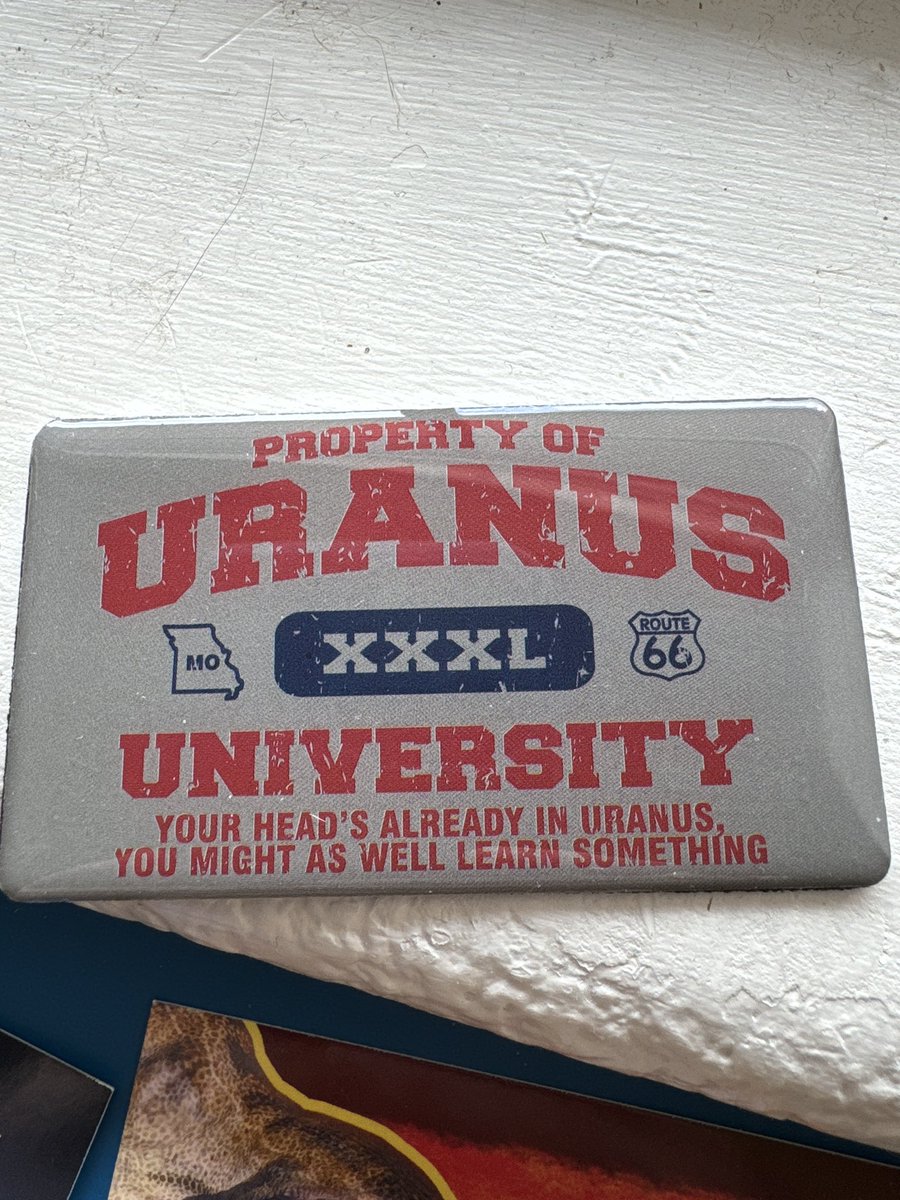 PROPERTY OF
URANUS
MO
XXXL
ROUTE
66
UNIVERSITY
YOUR HEAD'S ALREADY IN URANUS,
YOU MIGHT AS WELL LEARN SOMETHING